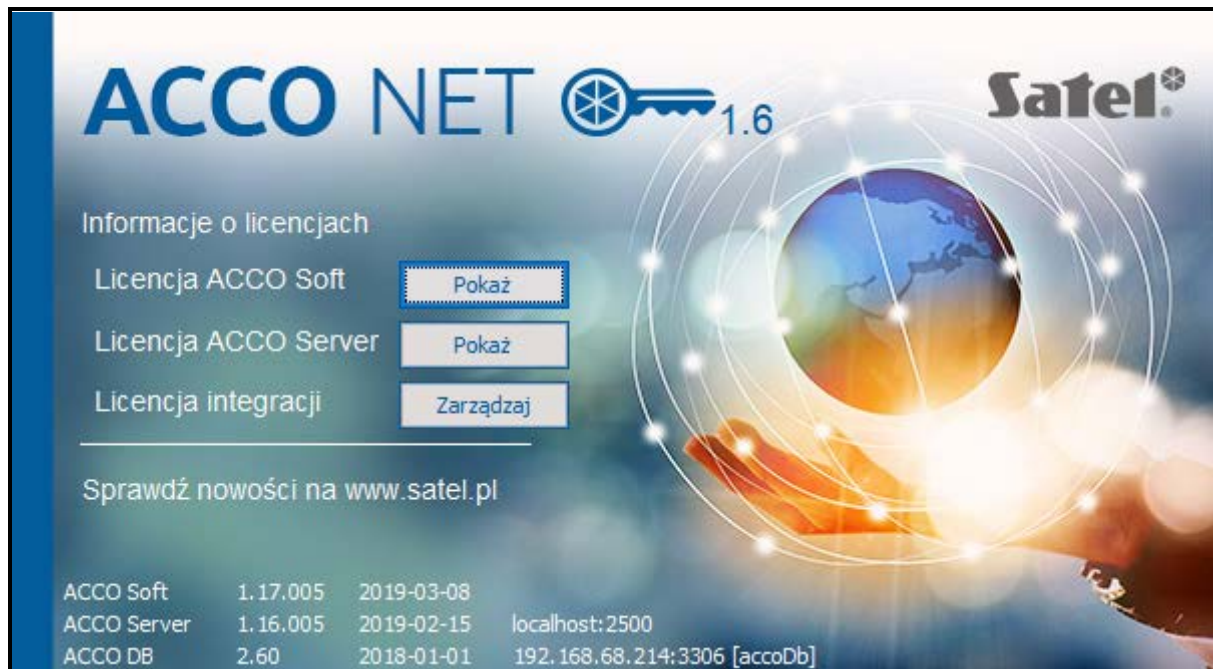 ACCO NET 1.6 Satel®
Informacje o licencjach
Licencja ACCO Soft Pokaż
Licencja ACCO Server Pokaż
Licencja integracji Zarządzaj
Sprawdź nowości na www.satel.pl
ACCO Soft 1.17.005 2019-03-08
ACCO Server 1.16.005 2019-02-15 localhost:2500
ACCO DB 2.60 2018-01-01 192.168.68.214:3306 [accoDb]